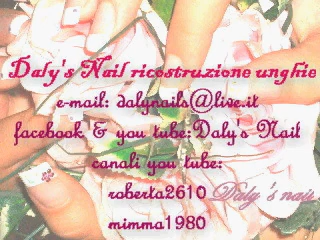 Daly's Nail ricostruzione unghie
e-mail: dalynails@live.it
facebook & you tube:Daly's Nail
canali you tube:
roberta2610 Daly's nails
mimma1980